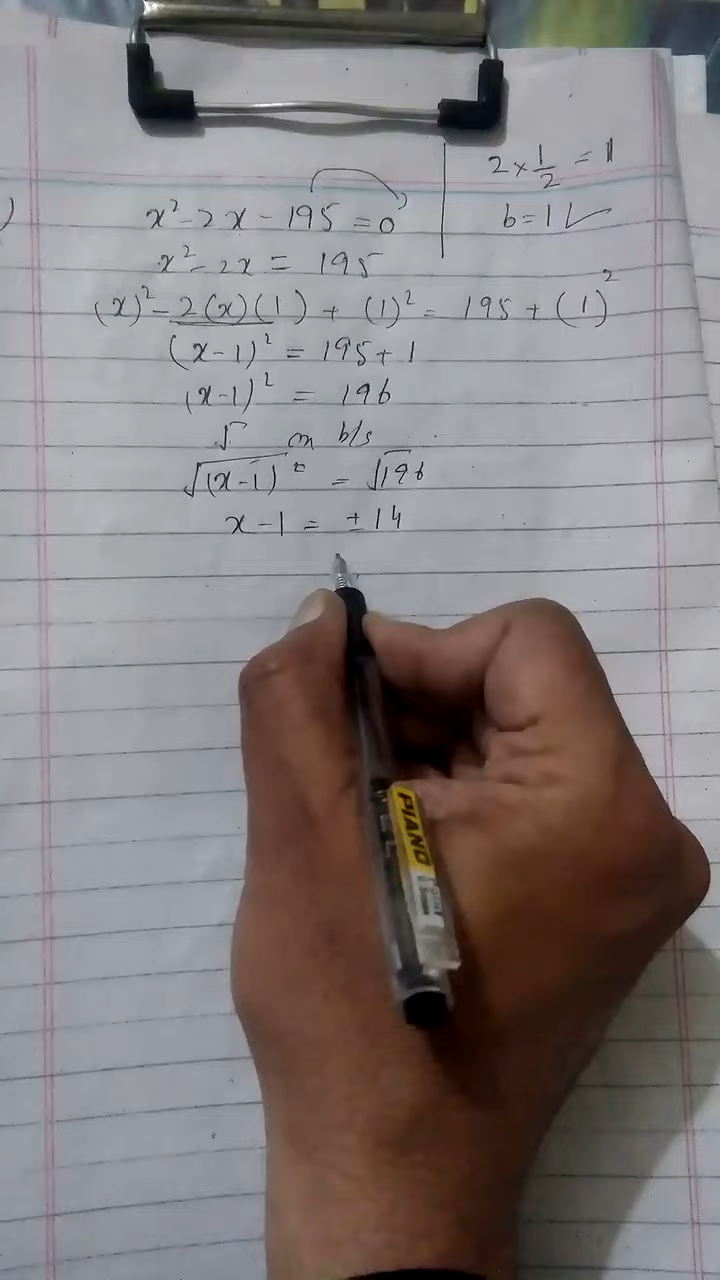 2 × 1/2 = 1
b = 1 ✓
)
x² - 2x - 195 = 0
x² - 2x = 195
(x)² - 2(x)(1) + (1)² = 195 + (1)²
(x-1)² = 195 + 1
(x-1)² = 196
√ on b/s
√(x-1)² = √196
x - 1 = ± 14
PIANO